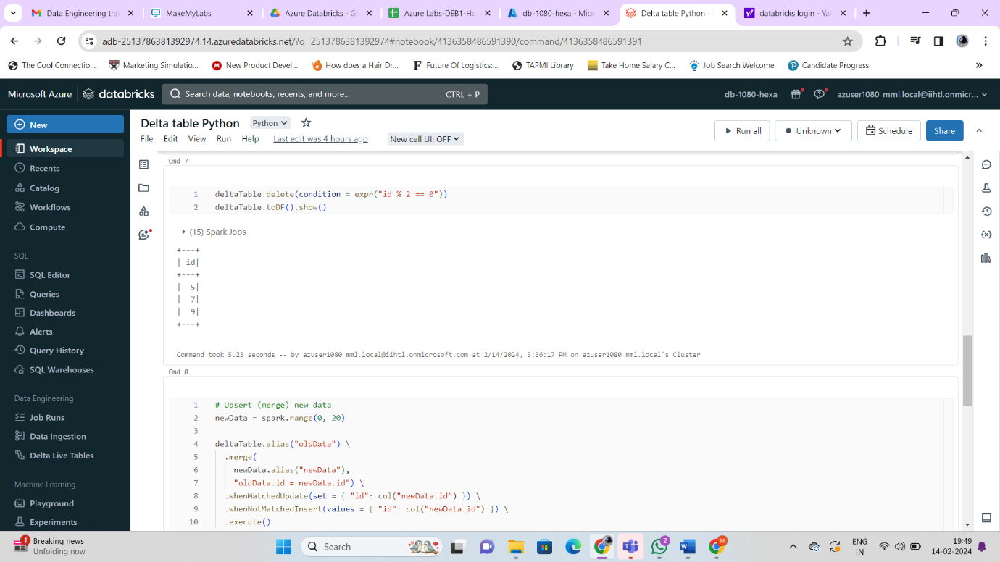 Data Engineering trai
MakeMyLabs
Azure Databricks - Go
Azure Labs-DEB1-He
db-1080-hexa - Micr
Delta table Python -
databricks login - Ya
adb-2513786381392974.14.azuredatabricks.net/?o=2513786381392974#notebook/4136358486591390/command/4136358486591391
The Cool Connectio...
Marketing Simulatio...
New Product Devel...
How does a Hair Dr...
Future Of Logistics:...
TAPMI Library
Take Home Salary C...
Job Search Welcome
Candidate Progress
»
Microsoft Azure
databricks
Search data, notebooks, recents, and more...
CTRL + P
db-1080-hexa
azuser1080_mml.local@iihtl.onmicr...
New
Workspace
Recents
Catalog
Workflows
Compute
SQL
SQL Editor
Queries
Dashboards
Alerts
Query History
SQL Warehouses
Data Engineering
Job Runs
Data Ingestion
Delta Live Tables
Machine Learning
Playground
Experiments
Delta table Python
Python
File Edit View Run Help Last edit was 4 hours ago New cell UI: OFF
Run all
Unknown
Schedule
Share
Cmd 7
1 deltaTable.delete(condition = expr("id % 2 == 0"))
2 deltaTable.toDF().show()
(15) Spark Jobs
+---+
| id|
+---+
|  5|
|  7|
|  9|
+---+
Command took 5.23 seconds -- by azuser1080_mml.local@iihtl.onmicrosoft.com at 2/14/2024, 3:36:17 PM on azuser1080_mml.local's Cluster
Cmd 8
1 # Upsert (merge) new data
2 newData = spark.range(0, 20)
3
4 deltaTable.alias("oldData") \
5 .merge(
6 newData.alias("newData"),
7 "oldData.id = newData.id") \
8 .whenMatchedUpdate(set = { "id": col("newData.id") }) \
9 .whenNotMatchedInsert(values = { "id": col("newData.id") }) \
10 .execute()
1
Breaking news
Unfolding now
Search
M
2
ENG
IN
19:49
14-02-2024